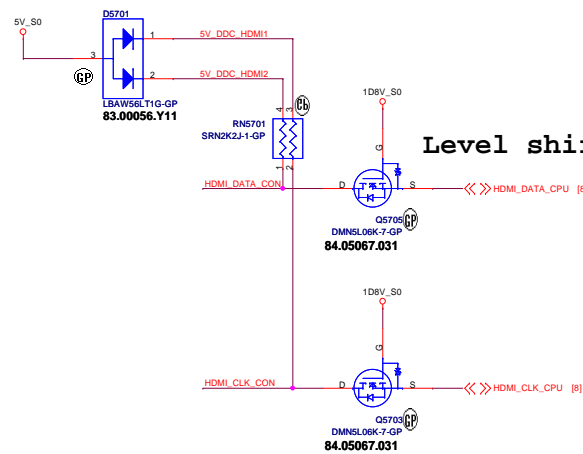 D5701
5V_S0
3
1
2
5V_DDC_HDMI1
5V_DDC_HDMI2
GP
LBAW56LT1G-GP
83.00056.Y11
4
3
GP
RN5701
SRN2K2J-1-GP
1
2
1D8V_S0
G
Level shi
HDMI_DATA_CON
D
S
HDMI_DATA_CPU [8
Q5705
GP
DMN5L06K-7-GP
84.05067.031
1D8V_S0
G
HDMI_CLK_CON
D
S
HDMI_CLK_CPU [8]
Q5703
GP
DMN5L06K-7-GP
84.05067.031